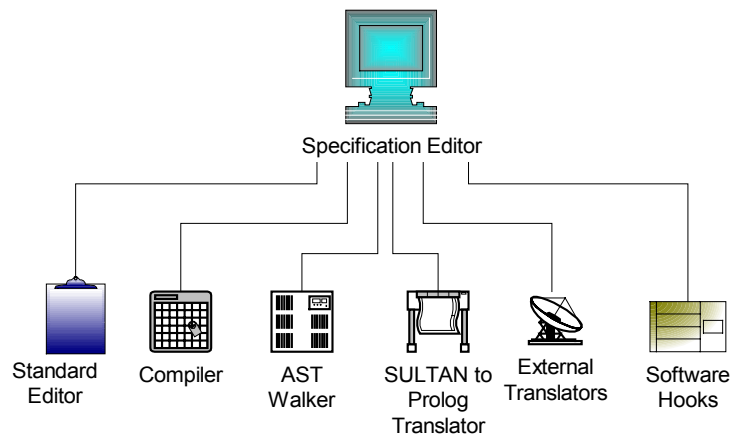 Specification Editor
Standard
Editor
Compiler
AST
Walker
SULTAN to
Prolog
Translator
External
Translators
Software
Hooks